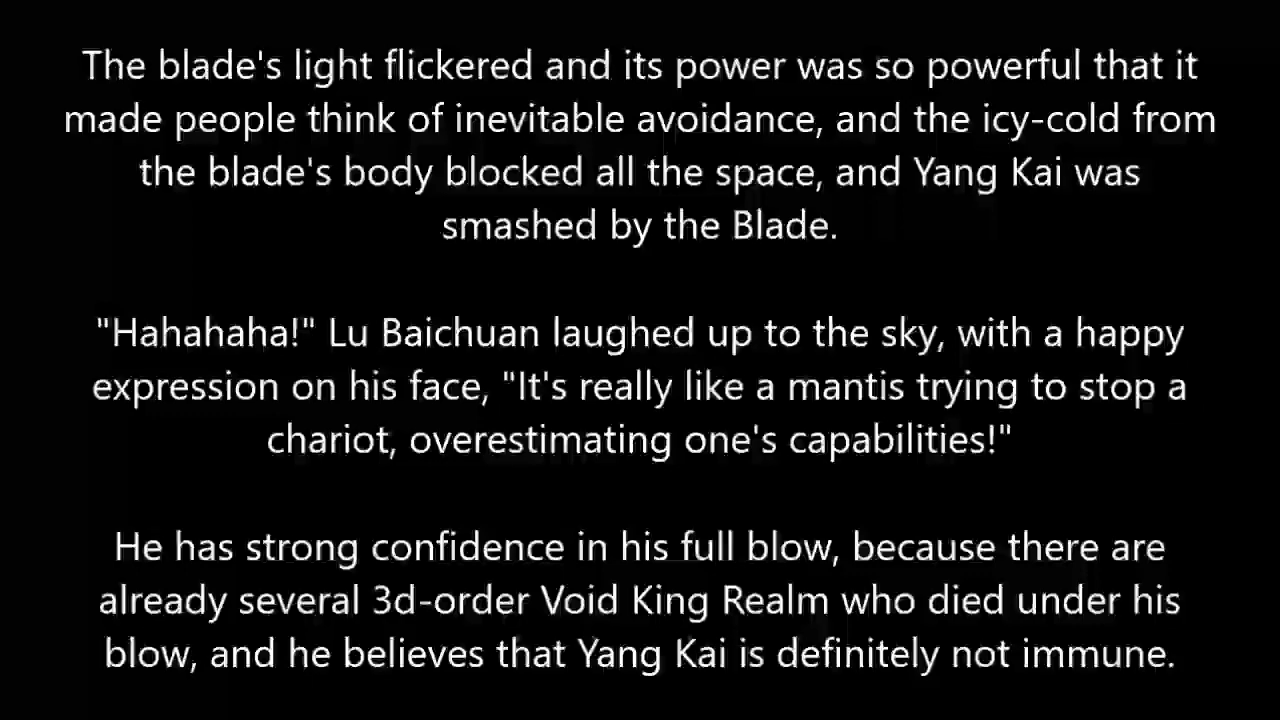 The blade's light flickered and its power was so powerful that it
made people think of inevitable avoidance, and the icy-cold from
the blade's body blocked all the space, and Yang Kai was
smashed by the Blade.
"Hahahaha!" Lu Baichuan laughed up to the sky, with a happy
expression on his face, "It's really like a mantis trying to stop a
chariot, overestimating one's capabilities!"
He has strong confidence in his full blow, because there are
already several 3d-order Void King Realm who died under his
blow, and he believes that Yang Kai is definitely not immune.